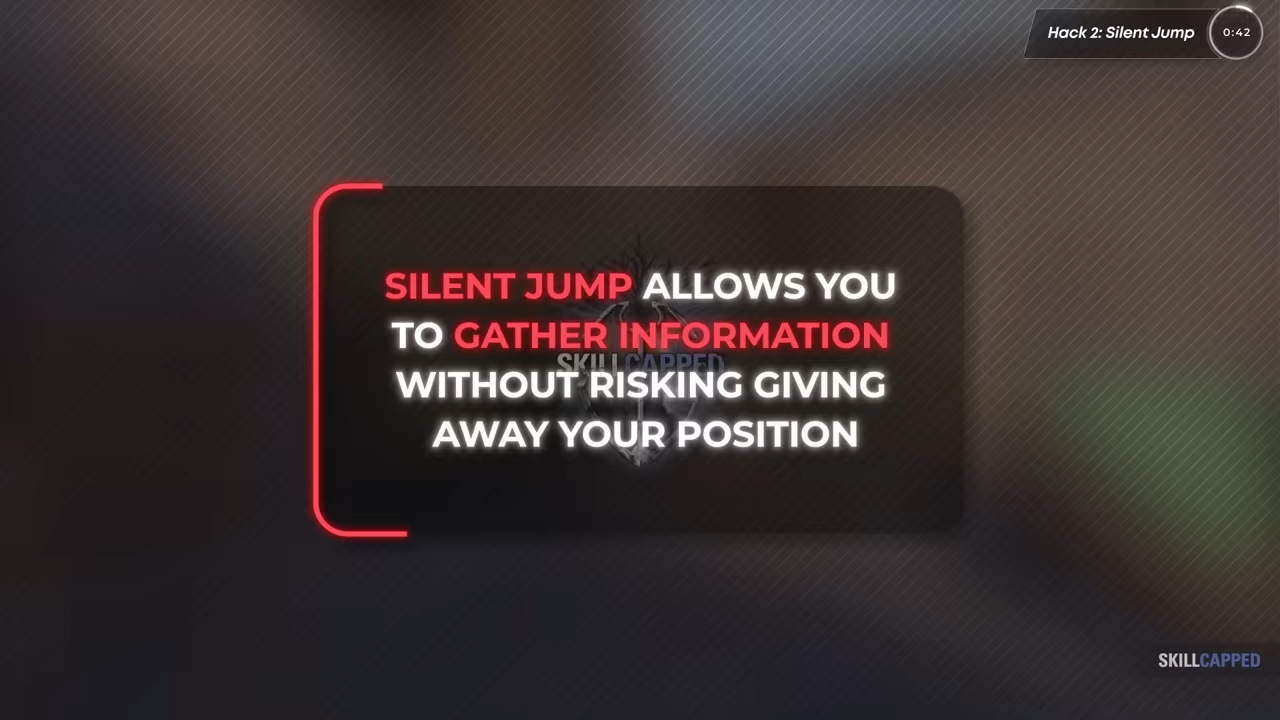 Hack 2: Silent Jump
0:42
SILENT JUMP ALLOWS YOU
TO GATHER INFORMATION
WITHOUT RISKING GIVING
AWAY YOUR POSITION
SKILLCAPPED
SKILLCAPPED